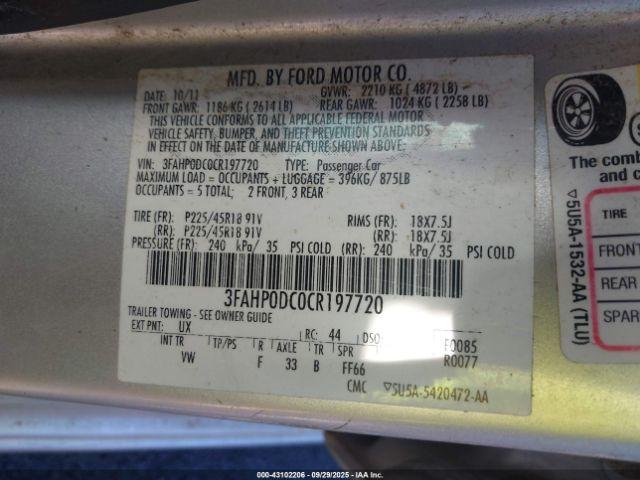 MFD. BY FORD MOTOR CO.
DATE: 10/11 GVWR: 2210 KG ( 4872 LB)
FRONT GAWR: 1186 KG ( 2614 LB) REAR GAWR: 1024 KG ( 2258 LB)
THIS VEHICLE CONFORMS TO ALL APPLICABLE FEDERAL MOTOR
VEHICLE SAFETY, BUMPER, AND THEFT PREVENTION STANDARDS
IN EFFECT ON THE DATE OF MANUFACTURE SHOWN ABOVE.
VIN: 3FAHP0DC0CR197720 TYPE: Passenger Car
MAXIMUM LOAD = OCCUPANTS + LUGGAGE = 396KG/ 875LB
OCCUPANTS = 5 TOTAL: 2 FRONT, 3 REAR
TIRE (FR): P225/45R18 91V RIMS (FR): 18X7.5J
(RR): P225/45R18 91V (RR): 18X7.5J
PRESSURE (FR): 240 kPa/ 35 PSI COLD (RR): 240 kPa/ 35 PSI COLD
3FAHP0DC0CR197720
TRAILER TOWING - SEE OWNER GUIDE
EXT PNT: UX RC: 44 DSO: F0085
INT TR TP/PS R AXLE TR SPR R0077
VW F 33 B FF66
CMC ▽5U5A-5420472-AA
The combi
and c
TIRE
FRONT
REAR
SPAR
▽5U5A-1532-AA (TLU)
00-43102206 (09/29/2025) IAA Inc.